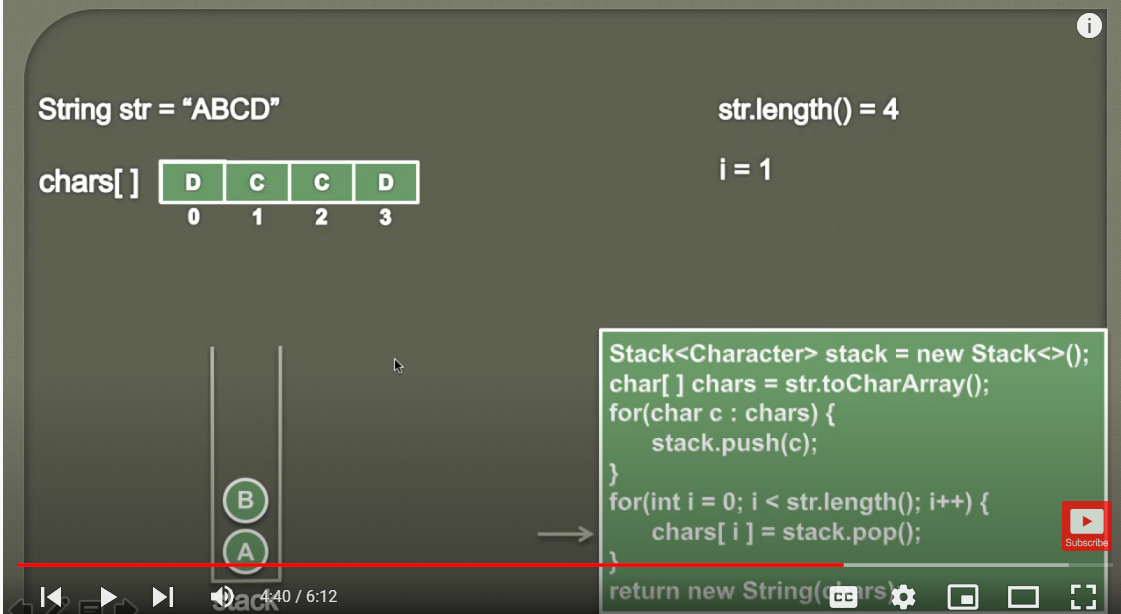 String str = “ABCD”
str.length() = 4
i = 1
chars[ ] D C C D
0 1 2 3
B
A
stack
Stack<Character> stack = new Stack<>();
char[ ] chars = str.toCharArray();
for(char c : chars) {
stack.push(c);
}
for(int i = 0; i < str.length(); i++) {
chars[ i ] = stack.pop();
}
return new String(chars)
Subscribe
4:40 / 6:12
CC